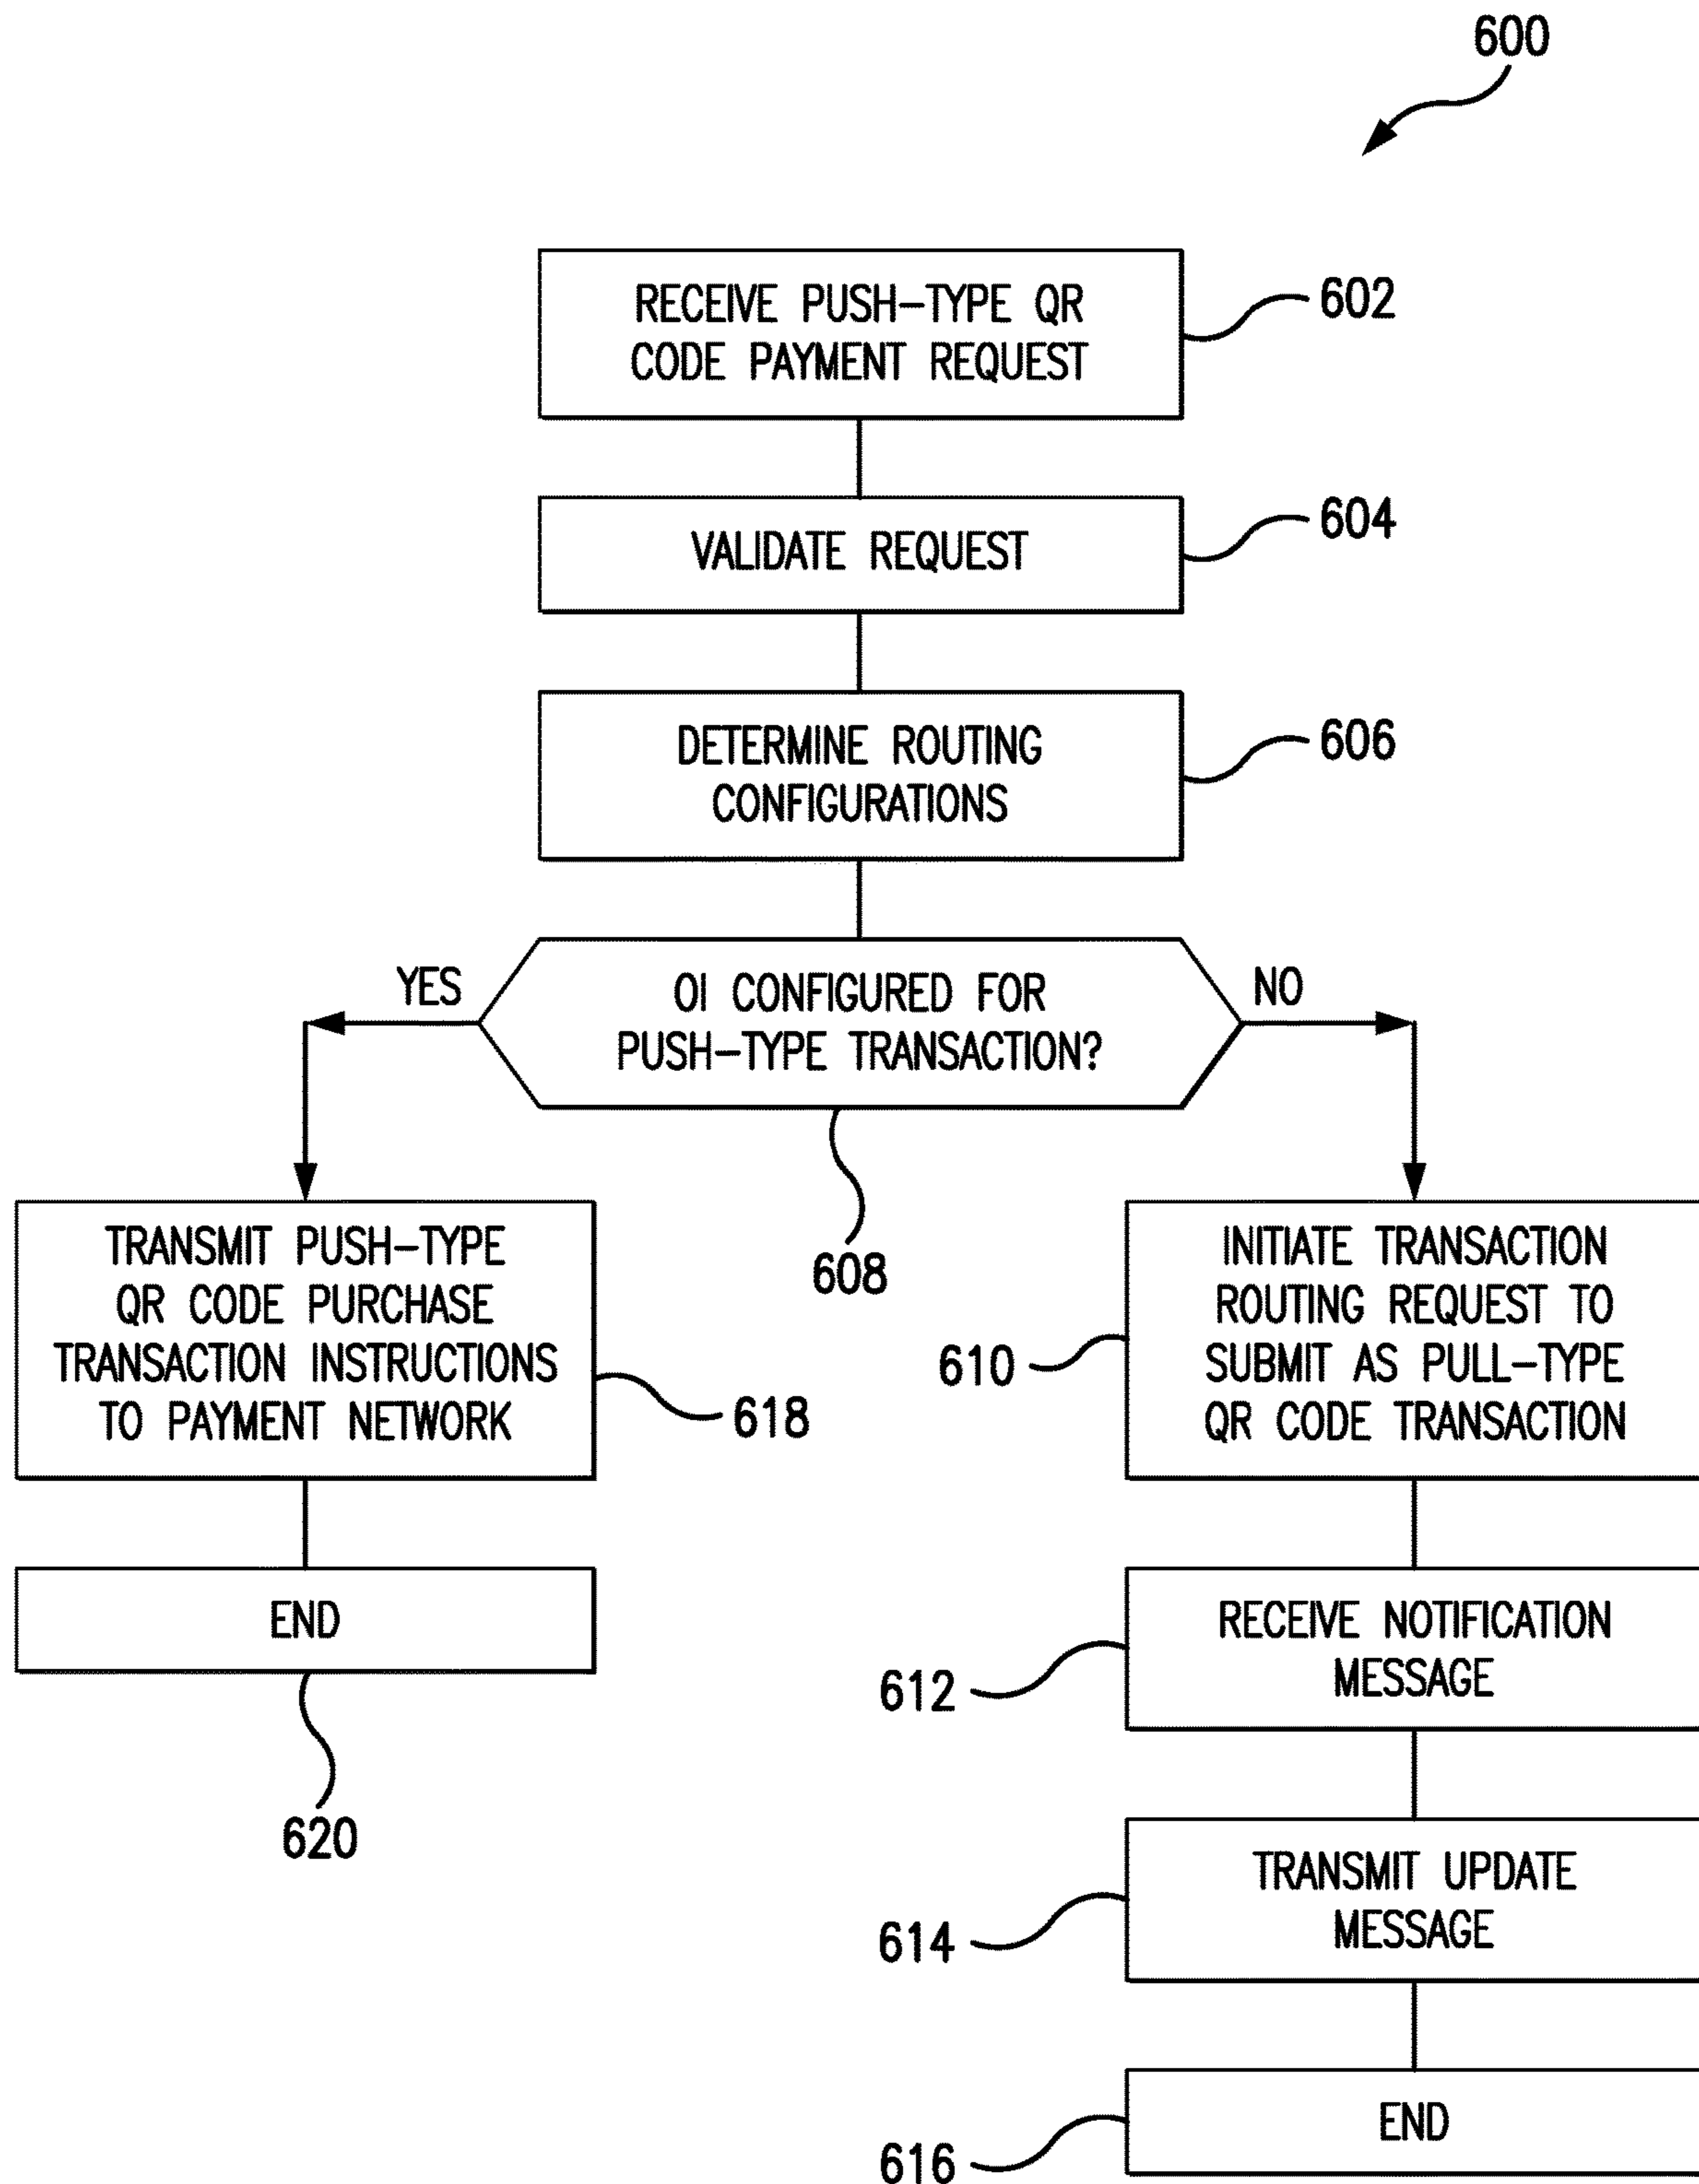 600
RECEIVE PUSH-TYPE QR
CODE PAYMENT REQUEST
602
VALIDATE REQUEST
604
DETERMINE ROUTING
CONFIGURATIONS
606
YES
OI CONFIGURED FOR
PUSH-TYPE TRANSACTION?
NO
608
TRANSMIT PUSH-TYPE
QR CODE PURCHASE
TRANSACTION INSTRUCTIONS
TO PAYMENT NETWORK
618
END
620
INITIATE TRANSACTION
ROUTING REQUEST TO
SUBMIT AS PULL-TYPE
QR CODE TRANSACTION
610
RECEIVE NOTIFICATION
MESSAGE
612
TRANSMIT UPDATE
MESSAGE
614
END
616